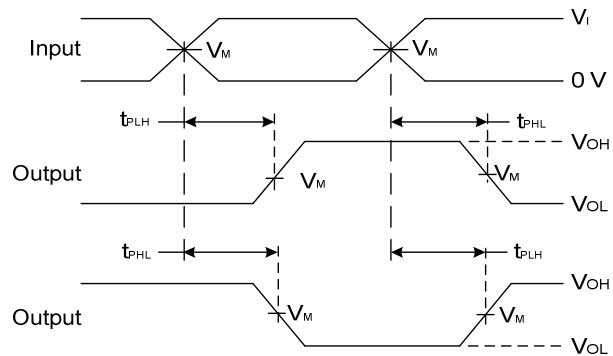 VI
Input VM VM
0 V
tPLH tPHL
VOH
Output VM VM
VOL
tPHL tPLH
VOH
Output VM VM
VOL